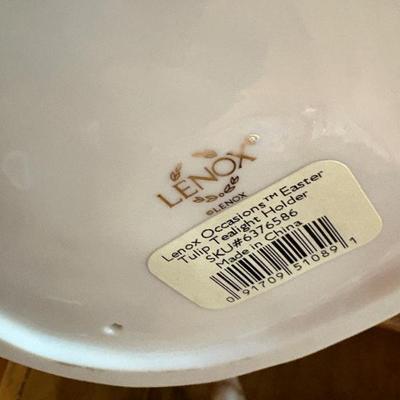 LENOX
©LENOX
Lenox Occasions™ Easter
Tulip Tealight Holder
SKU#6376586
Made in China
0 91709 51089 1